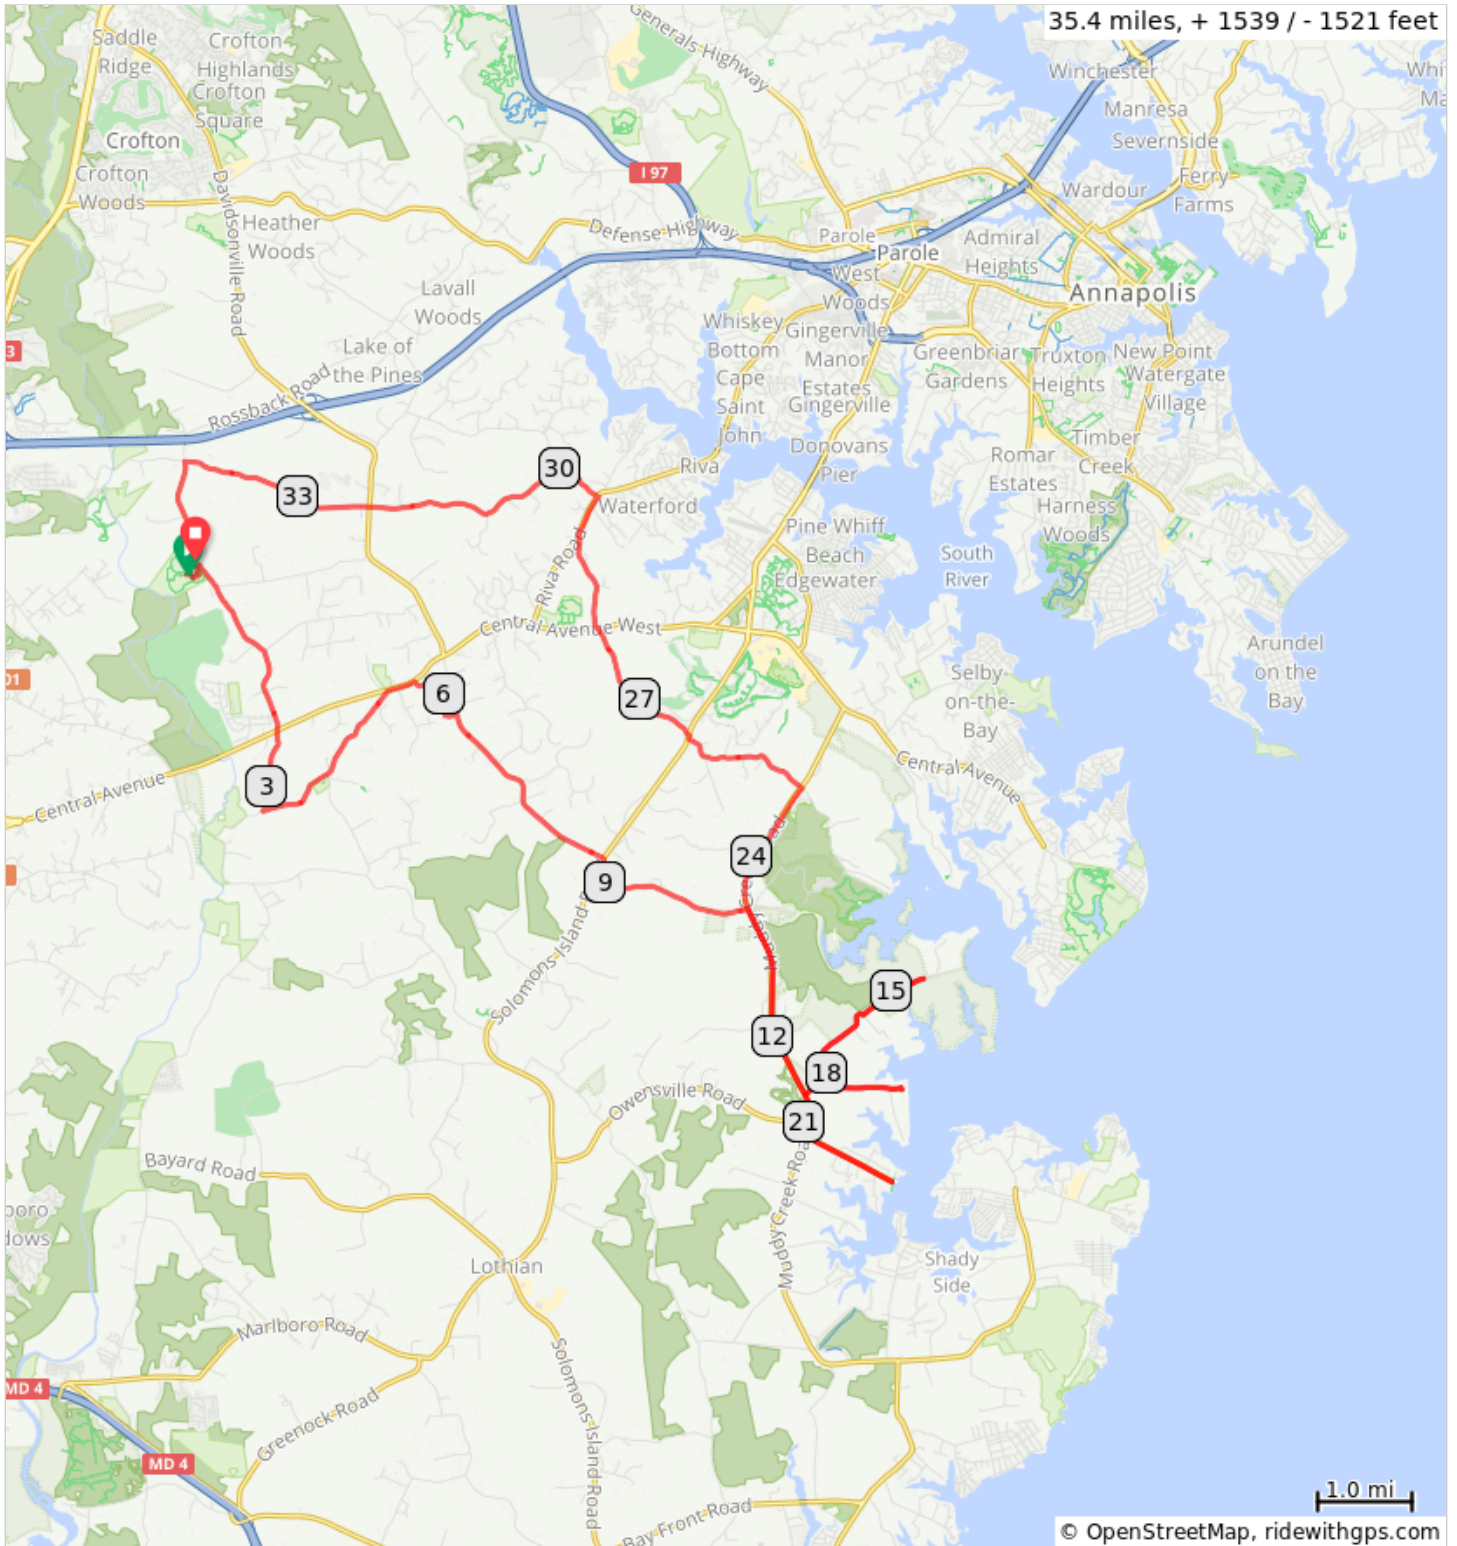 35.4 miles, + 1539 / - 1521 feet
Saddle
Ridge
Crofton
Highlands
Crofton
Square
Generals Highway
Winchester
Manresa
Severnside
Crofton
Crofton
Woods
I 97
Wardour
Ferry
Farms
Davidsonville Road
Heather
Woods
Defense Highway
Parole
Parole
Admiral
Heights
West
Woods
Annapolis
Lavall
Woods
Whiskey
Bottom
Gingerville
Manor
Estates
Gingerville
Cape
Saint
John
Greenbriar
Gardens
Truxton
Heights
New Point
Watergate
Village
3
Lake of
the Pines
Rossback Road
Donovans
Pier
Timber
Creek
Romar
Estates
Riva
30
33
Waterford
Harness
Woods
Pine Whiff
Beach
Edgewater
South
River
Riva Road
Central Avenue West
Arundel
on the
Bay
Selby-
on-the-
Bay
01
6
27
Central Avenue
3
Central Avenue
24
9
Solomons Island
15
12
18
Owensville Road
21
Bayard Road
Muddy Creek Roa
Shady
Side
Lothian
Marlboro Road
MD 4
Greenock Road
Solomons Island Road
MD 4
Bay Front Road
1.0 mi
© OpenStreetMap, ridewithgps.com